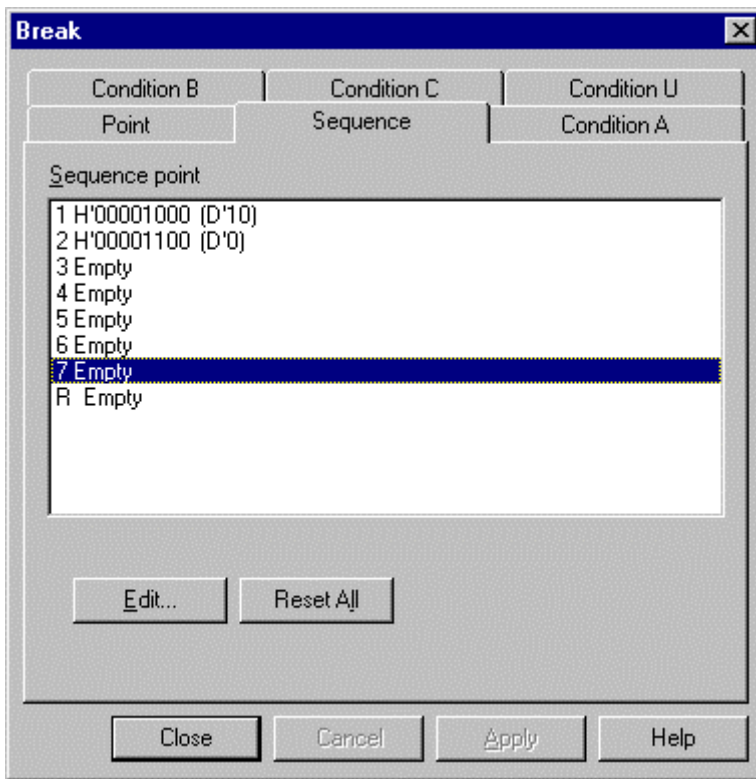 Break
Condition B Condition C Condition U
Point Sequence Condition A
Sequence point
1 H'00001000 (D'10)
2 H'00001100 (D'0)
3 Empty
4 Empty
5 Empty
6 Empty
7 Empty
R Empty
Edit... Reset All
Close Cancel Apply Help